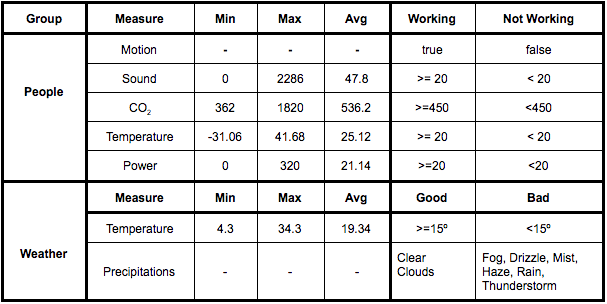 Group Measure Min Max Avg Working Not Working
People
Motion - - - true false
Sound 0 2286 47.8 >= 20 < 20
CO2 362 1820 536.2 >=450 <450
Temperature -31.06 41.68 25.12 >= 20 < 20
Power 0 320 21.14 >=20 <20
Weather
Measure Min Max Avg Good Bad
Temperature 4.3 34.3 19.34 >=15º <15º
Precipitations - - -
Clear
Clouds
Fog, Drizzle, Mist,
Haze, Rain,
Thunderstorm